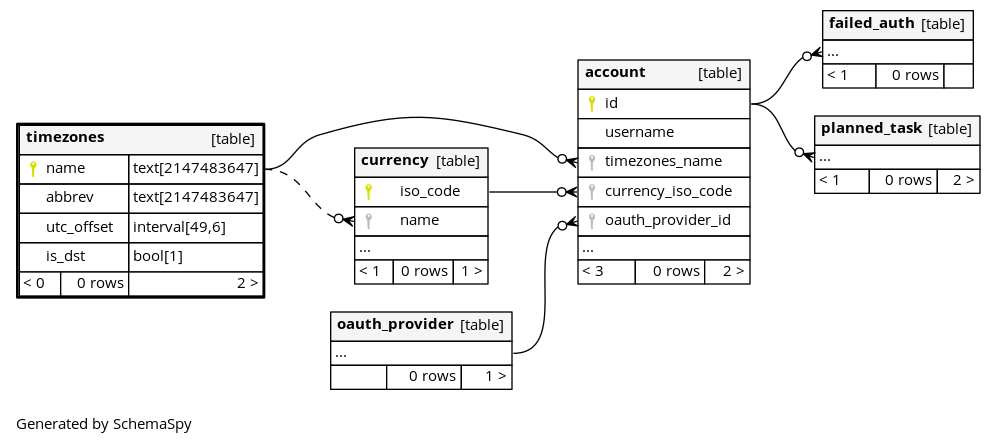 timezones [table]
name text[2147483647]
abbrev text[2147483647]
utc_offset interval[49,6]
is_dst bool[1]
< 0 0 rows 2 >
currency [table]
iso_code
name
...
< 1 0 rows 1 >
oauth_provider [table]
...
0 rows 1 >
account [table]
id
username
timezones_name
currency_iso_code
oauth_provider_id
...
< 3 0 rows 2 >
failed_auth [table]
...
< 1 0 rows
planned_task [table]
...
< 1 0 rows 2 >
Generated by SchemaSpy